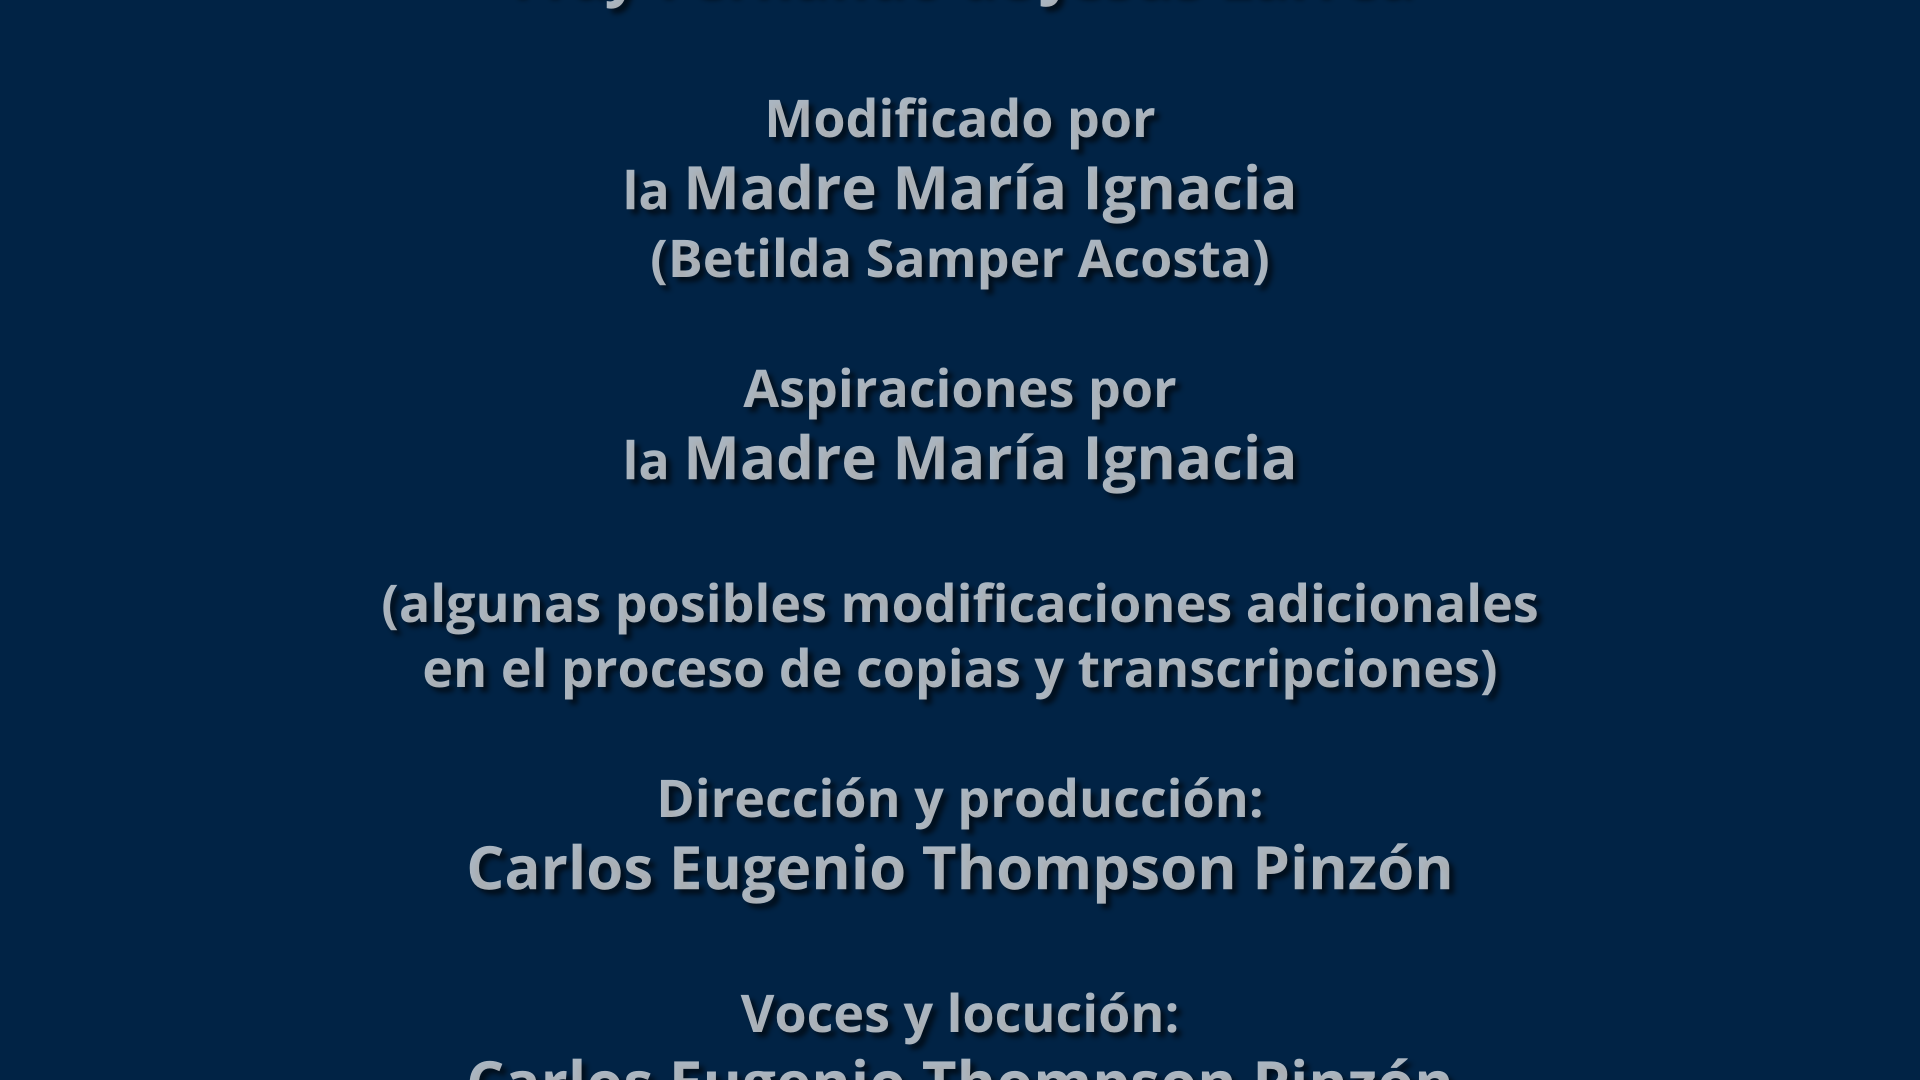 Modificado por
la Madre María Ignacia
(Betilda Samper Acosta)
Aspiraciones por
la Madre María Ignacia
(algunas posibles modificaciones adicionales
en el proceso de copias y transcripciones)
Dirección y producción:
Carlos Eugenio Thompson Pinzón
Voces y locución:
Carlos Eugenio Thompson Pinzón